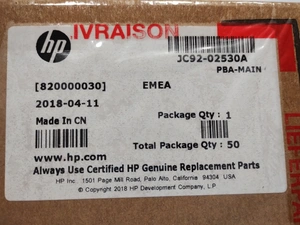 LIVRAISON
hp
JC92-02530A
PBA-MAIN
[820000030] EMEA
2018-04-11
Made In CN
Package Qty : 1
www.hp.com
Total Package Qty : 50
Always Use Certified HP Genuine Replacement Parts
HP Inc. 1501 Page Mill Road, Palo Alto, California 94304, USA
© Copyright 2018 HP Development Company, L.P.